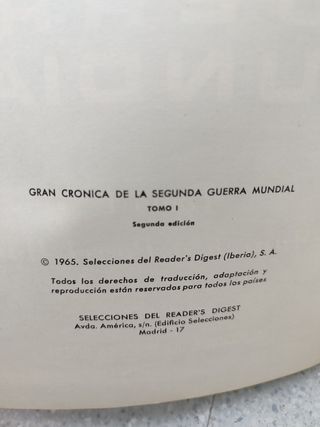 GRAN CRONICA DE LA SEGUNDA GUERRA MUNDIAL
TOMO I
Segunda edición
© 1965. Selecciones del Reader's Digest (Iberia), S. A.
Todos los derechos de traducción, adaptación y
reproducción están reservados para todos los países
SELECCIONES DEL READER'S DIGEST
Avda. América, s/n. (Edificio Selecciones)
Madrid - 17